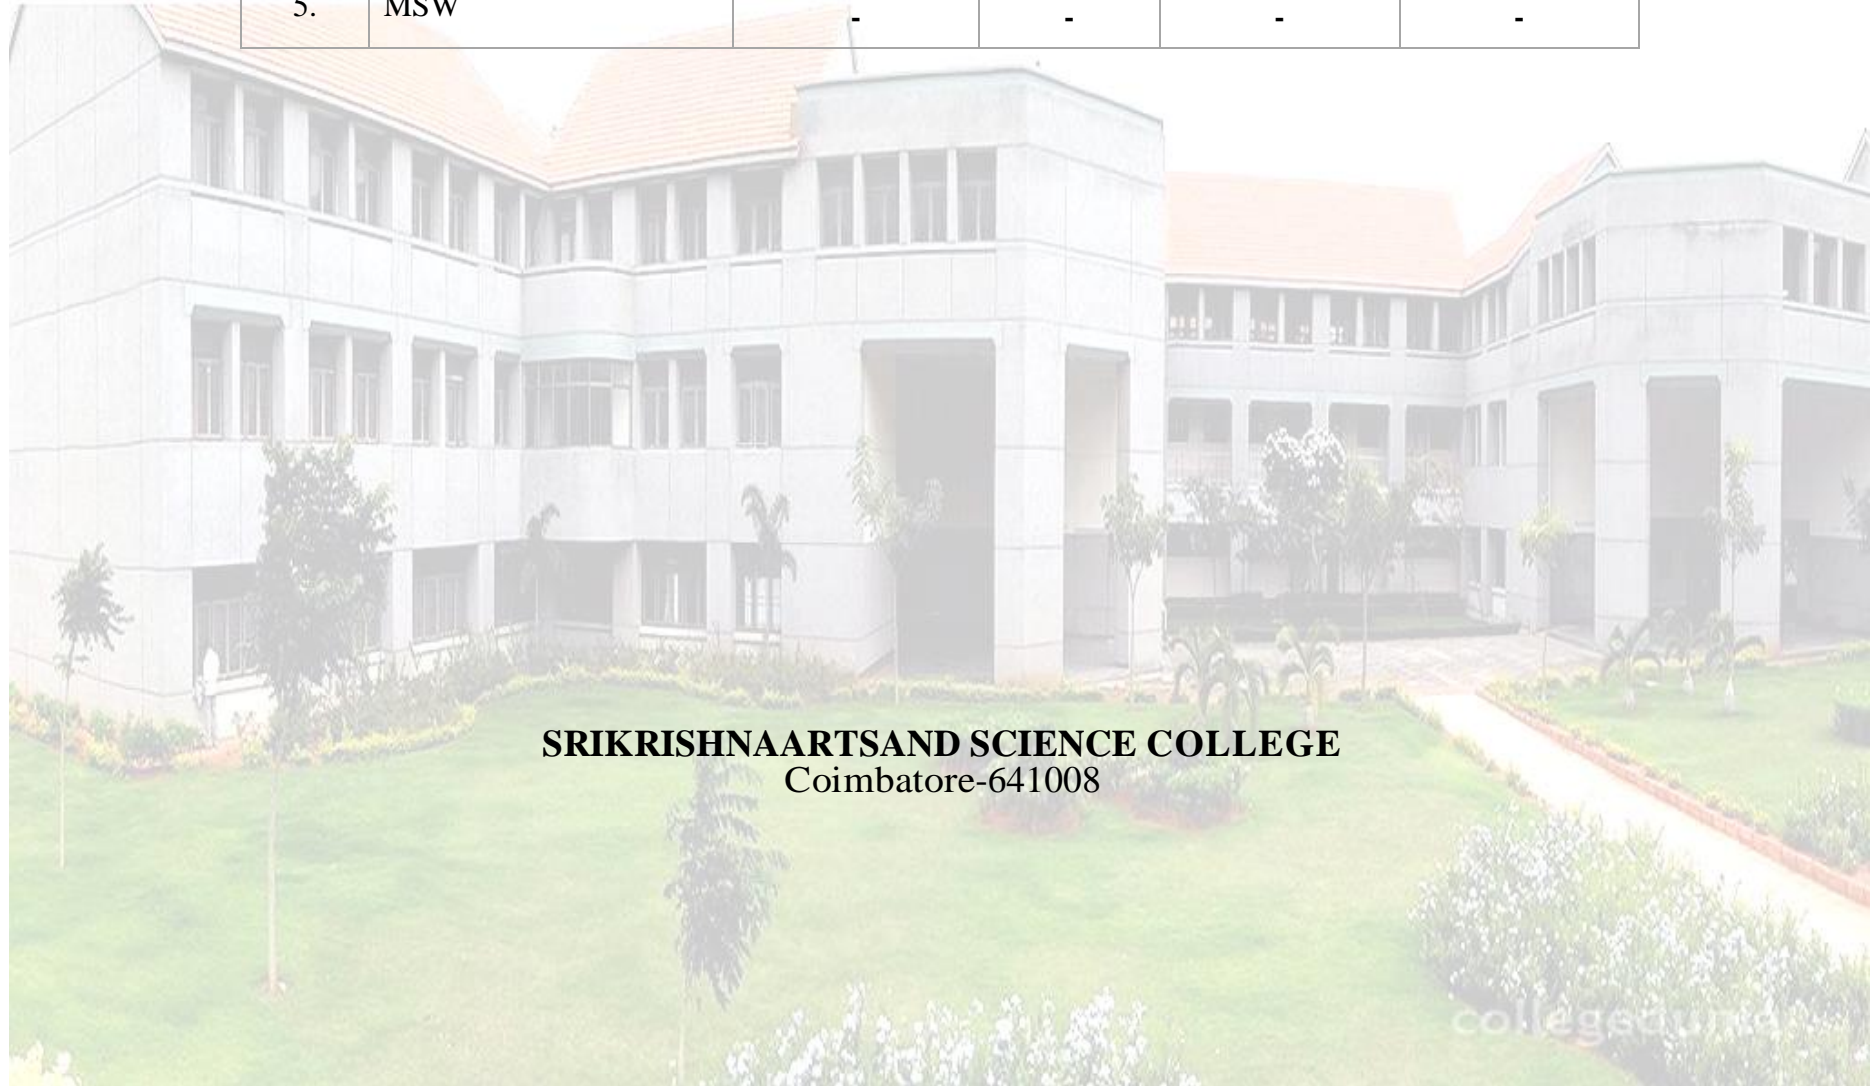 5. MSW - - - -
SRIKRISHNAARTSAND SCIENCE COLLEGE
Coimbatore-641008